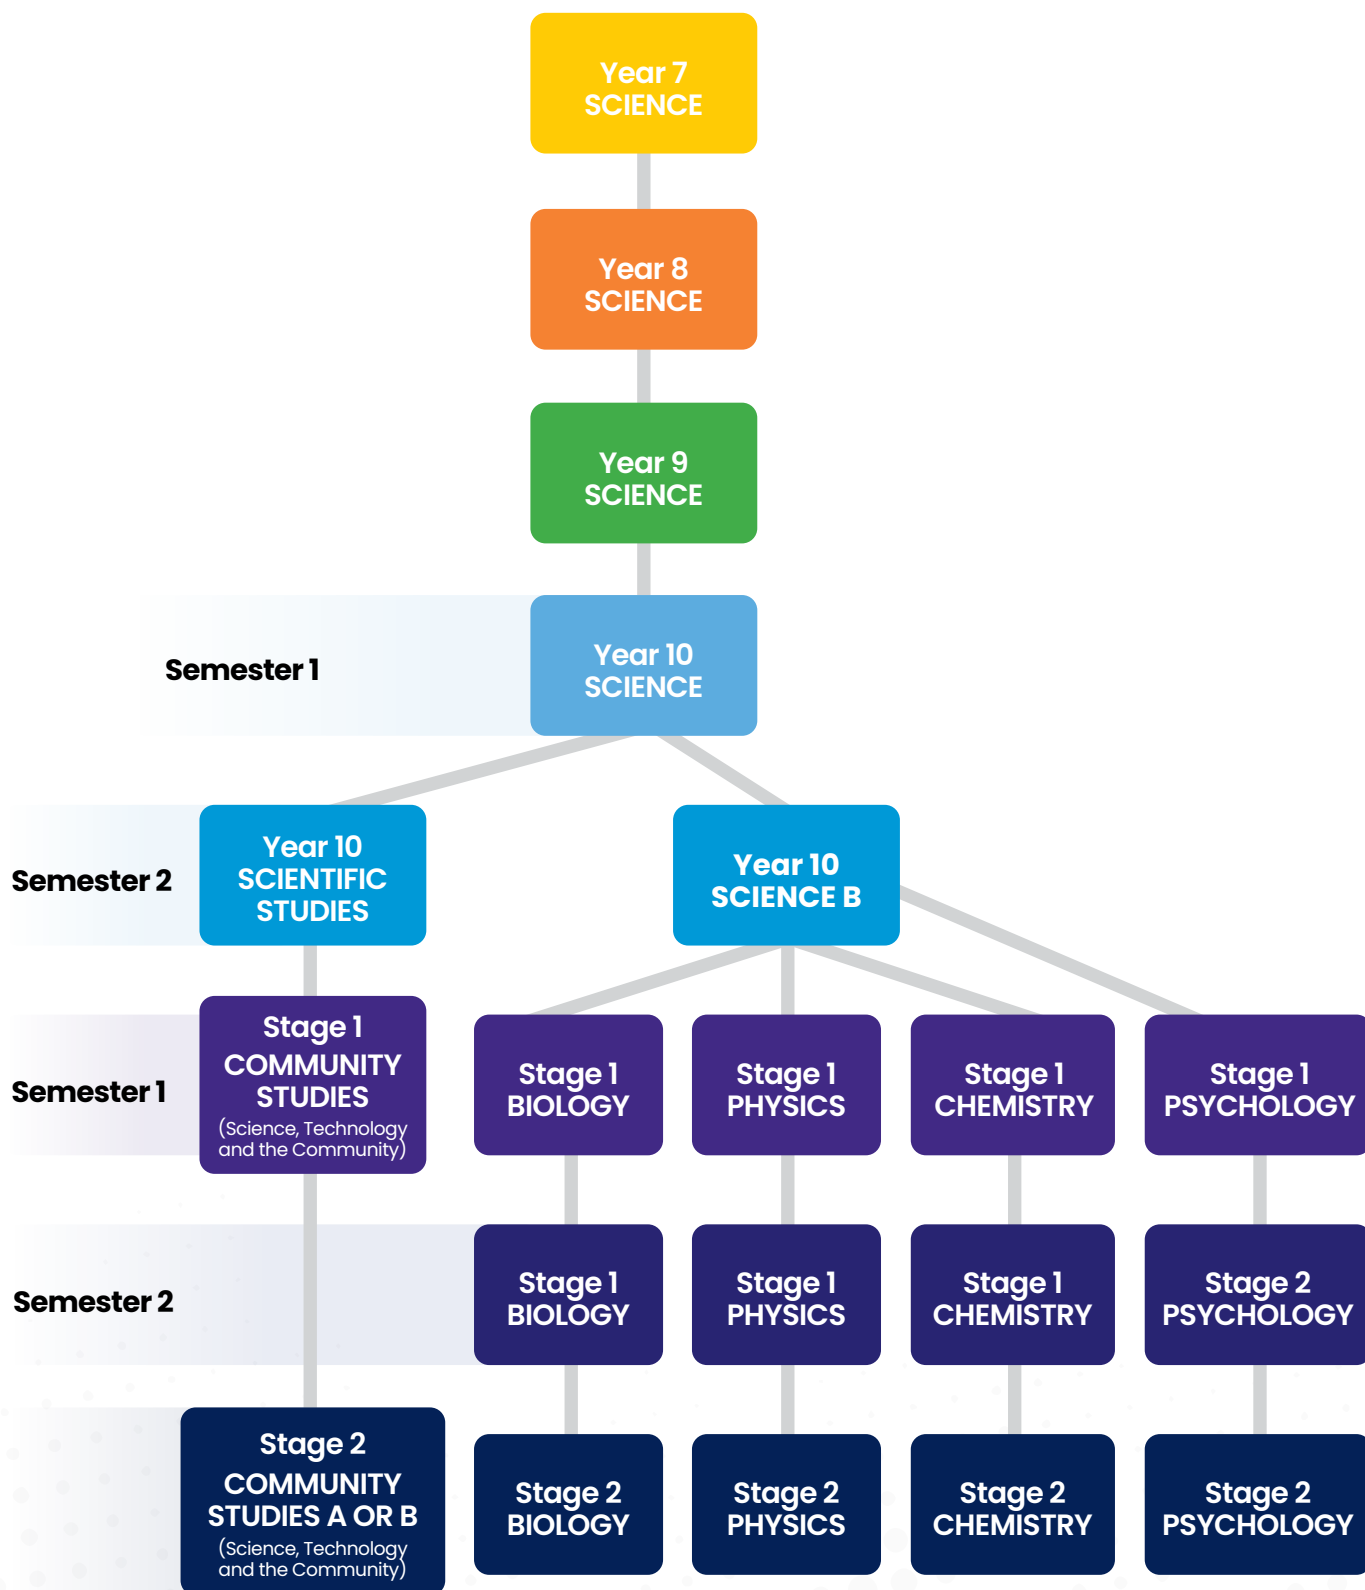 Year 7
SCIENCE
Year 8
SCIENCE
Year 9
SCIENCE
Semester 1
Year 10
SCIENCE
Semester 2
Year 10
SCIENTIFIC
STUDIES
Year 10
SCIENCE B
Semester 1
Stage 1
COMMUNITY
STUDIES
(Science, Technology
and the Community)
Stage 1
BIOLOGY
Stage 1
PHYSICS
Stage 1
CHEMISTRY
Stage 1
PSYCHOLOGY
Semester 2
Stage 1
BIOLOGY
Stage 1
PHYSICS
Stage 1
CHEMISTRY
Stage 2
PSYCHOLOGY
Stage 2
COMMUNITY
STUDIES A OR B
(Science, Technology
and the Community)
Stage 2
BIOLOGY
Stage 2
PHYSICS
Stage 2
CHEMISTRY
Stage 2
PSYCHOLOGY